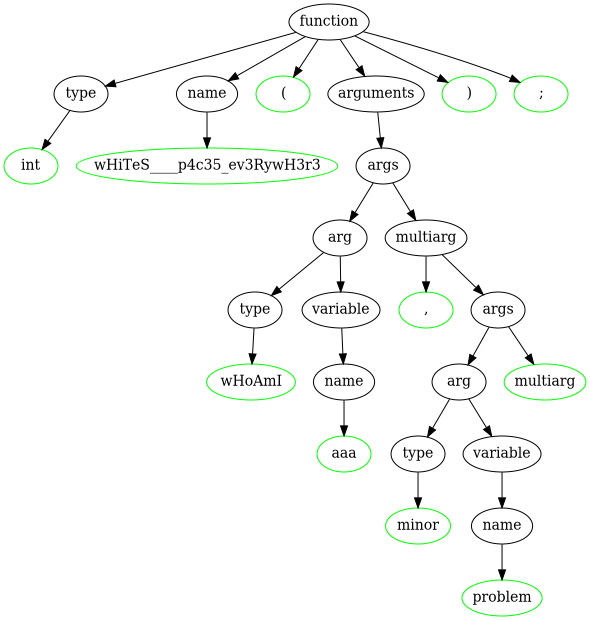 function
type name ( arguments ) ;
int wHiTeS____p4c35_ev3RywH3r3 args
arg multiarg
type variable , args
wHoAmI name arg multiarg
aaa type variable
minor name
problem